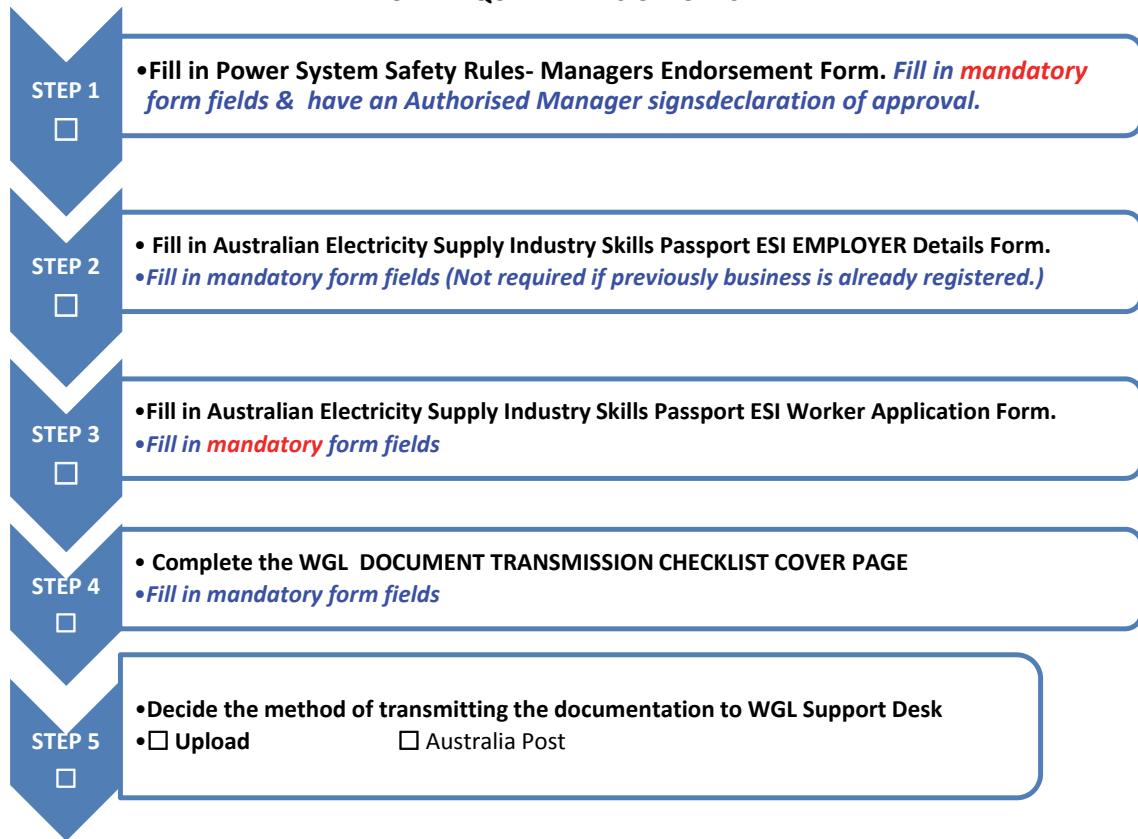 STEP 1
☐
•Fill in Power System Safety Rules- Managers Endorsement Form. Fill in mandatory
form fields & have an Authorised Manager signsdeclaration of approval.
STEP 2
☐
• Fill in Australian Electricity Supply Industry Skills Passport ESI EMPLOYER Details Form.
•Fill in mandatory form fields (Not required if previously business is already registered.)
STEP 3
☐
•Fill in Australian Electricity Supply Industry Skills Passport ESI Worker Application Form.
•Fill in mandatory form fields
STEP 4
☐
• Complete the WGL DOCUMENT TRANSMISSION CHECKLIST COVER PAGE
•Fill in mandatory form fields
STEP 5
☐
•Decide the method of transmitting the documentation to WGL Support Desk
•☐ Upload ☐ Australia Post